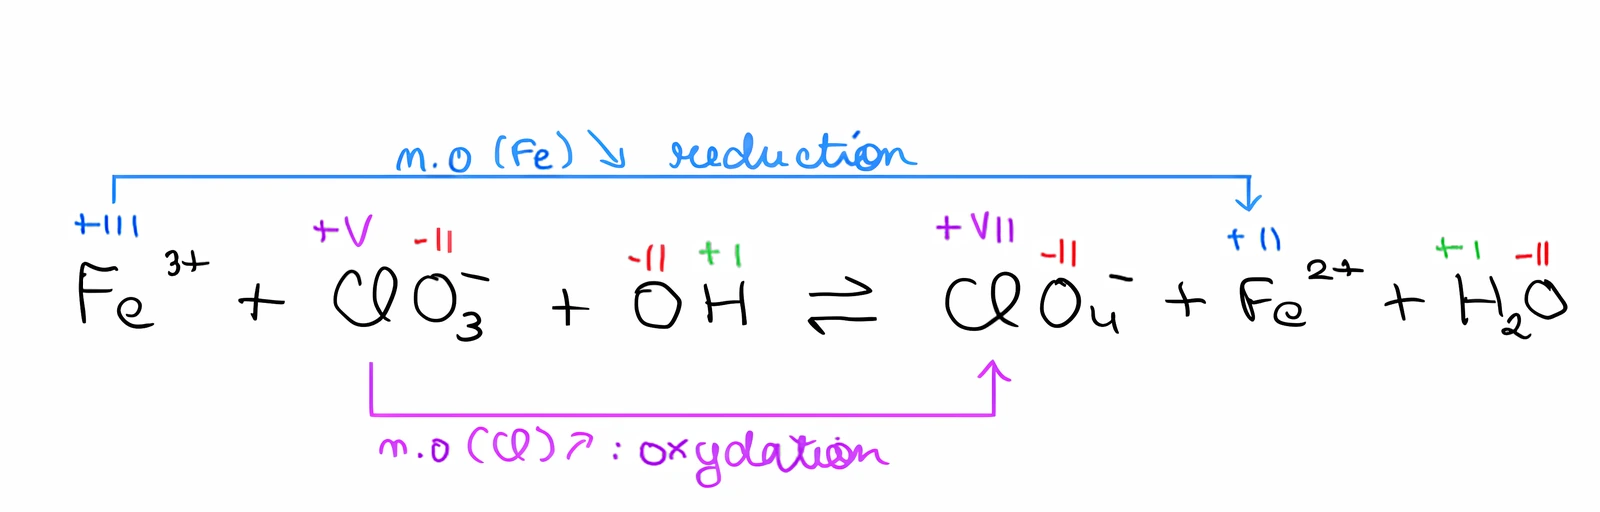 n.o (Fe) ↘ reduction
+III +V -II -II +I +VII -II +II +I -II
Fe³⁺ + ClO₃⁻ + OH ⇌ ClO₄⁻ + Fe²⁺ + H₂O
n.o (Cl) ↗ : oxydation